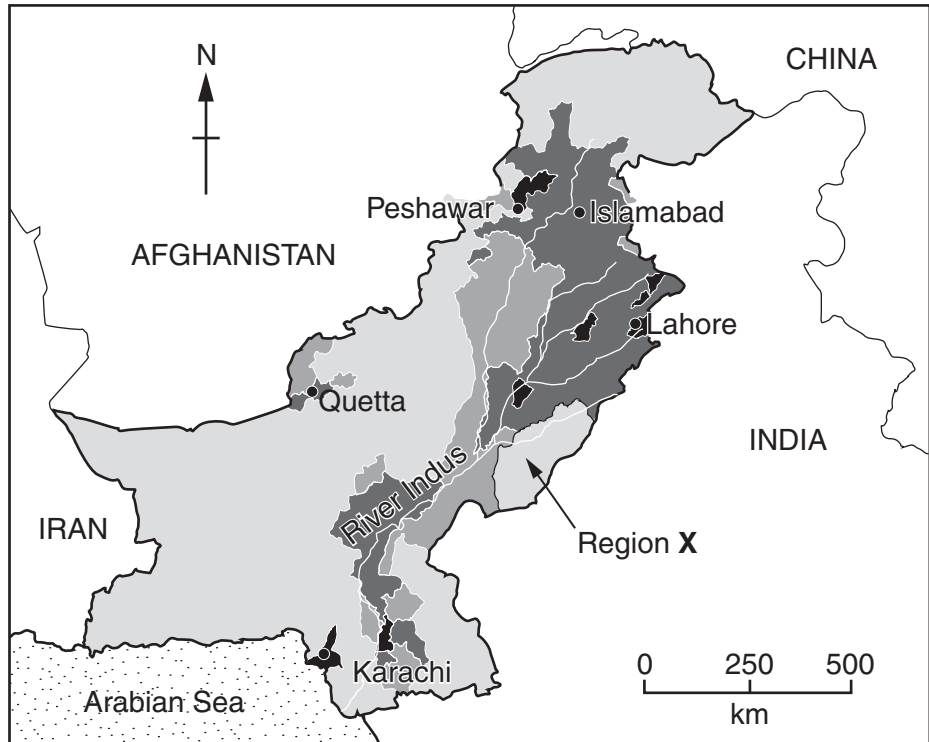 N
CHINA
Peshawar
Islamabad
AFGHANISTAN
Lahore
Quetta
INDIA
River Indus
IRAN
Region X
0 250 500
km
Karachi
Arabian Sea